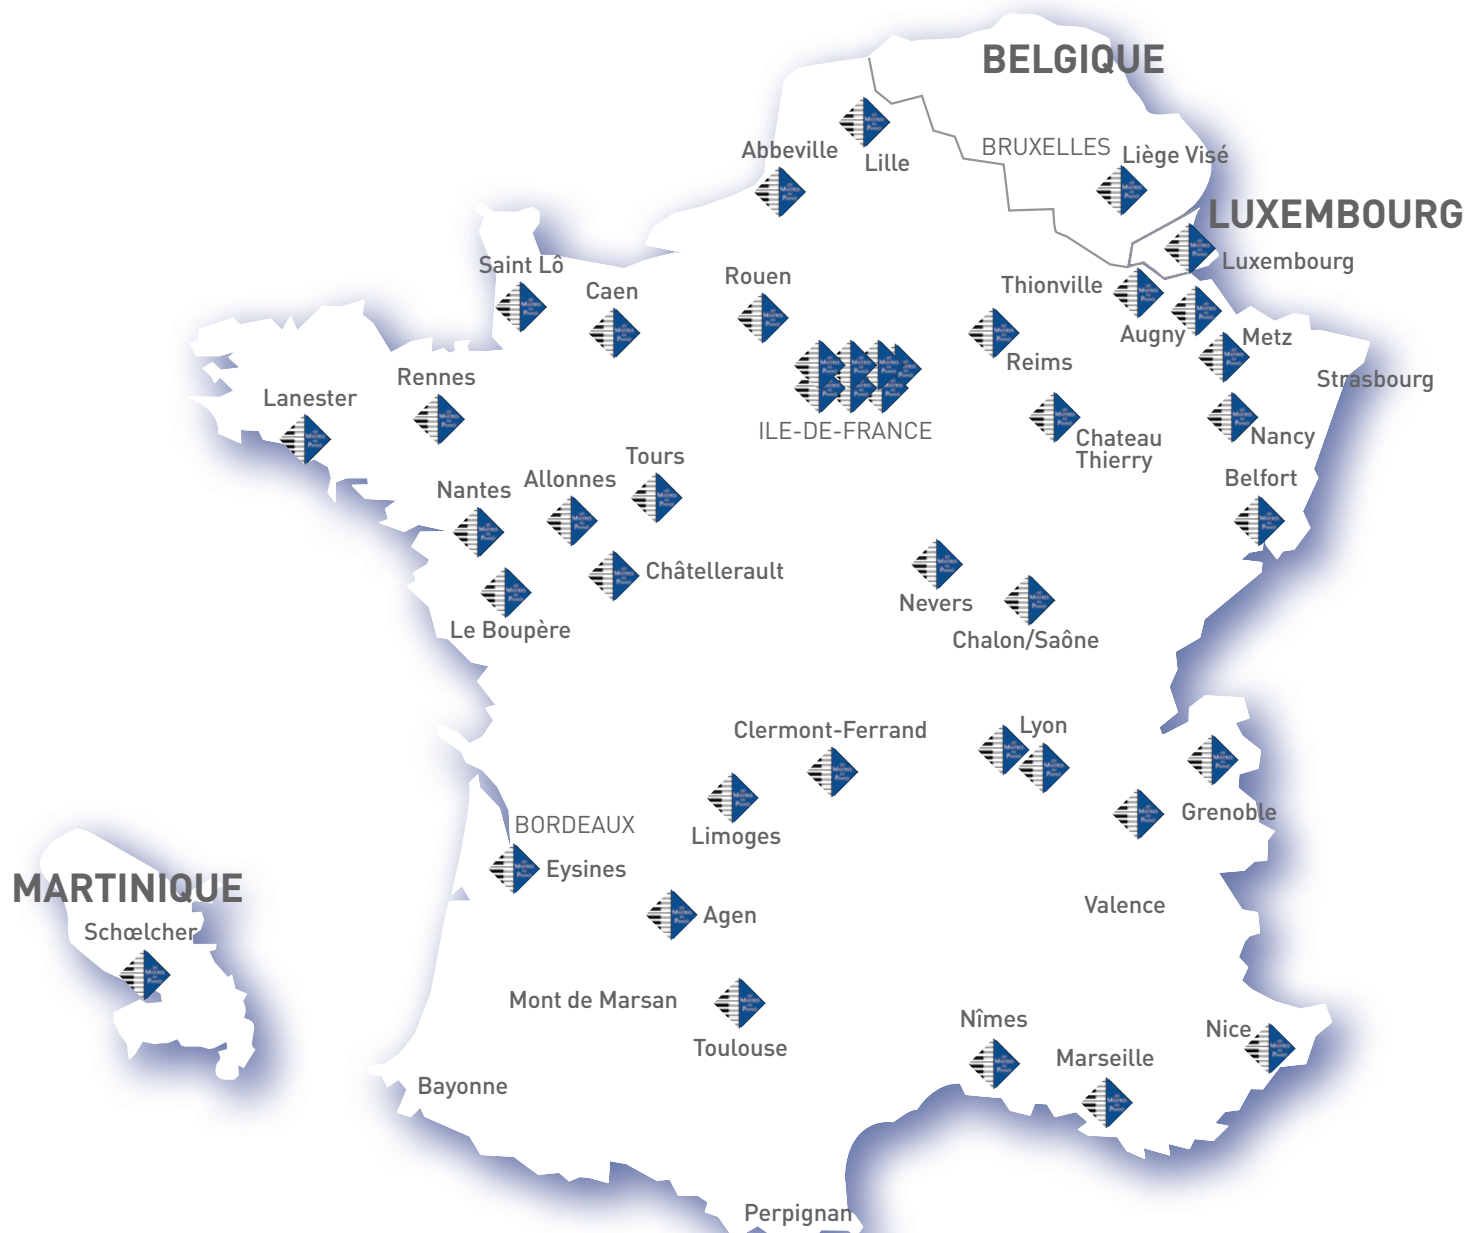 BELGIQUE
BRUXELLES
Liège Visé
Abbeville
Lille
LUXEMBOURG
Luxembourg
Saint Lô
Caen
Rouen
Thionville
Augny
Metz
Reims
Strasbourg
Rennes
Lanester
ILE-DE-FRANCE
Chateau
Thierry
Nancy
Tours
Allonnes
Nantes
Belfort
Châtellerault
Nevers
Le Boupère
Chalon/Saône
Clermont-Ferrand
Lyon
Grenoble
BORDEAUX
Limoges
Eysines
MARTINIQUE
Schœlcher
Agen
Valence
Mont de Marsan
Toulouse
Nîmes
Nice
Marseille
Bayonne
Perpignan